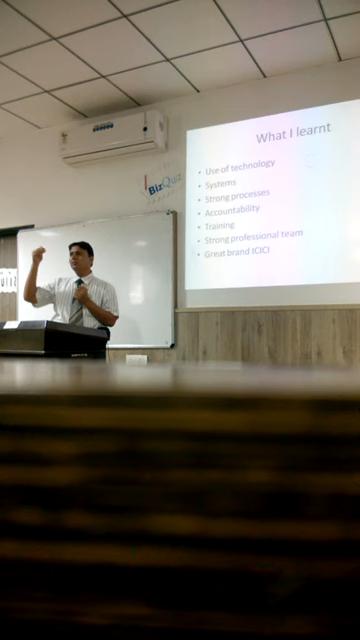 What I learnt
• Use of technology
• Systems
• Strong processes
• Accountability
• Training
• Strong professional team
• Great brand ICICI
BizQuiz